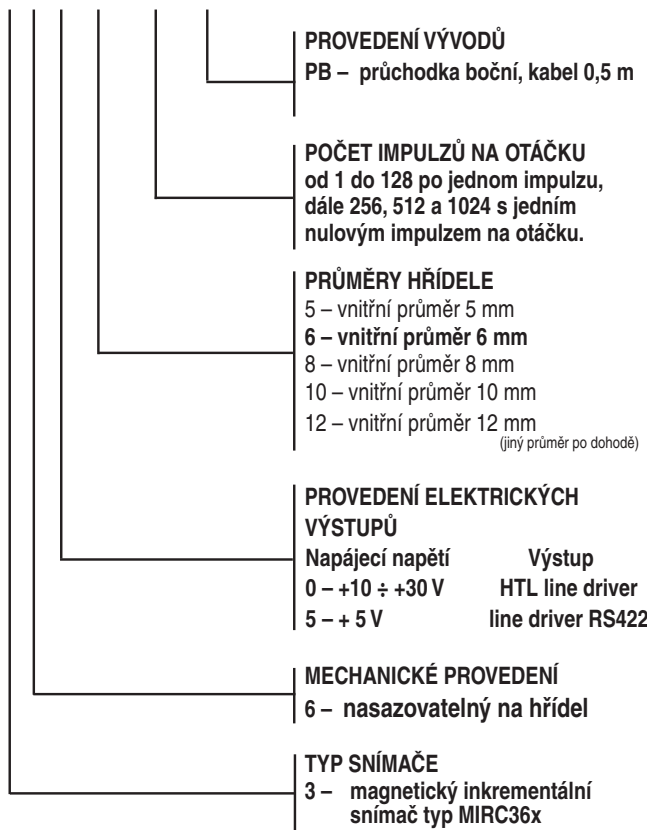 PROVEDENÍ VÝVODŮ
PB – průchodka boční, kabel 0,5 m
POČET IMPULZŮ NA OTÁČKU
od 1 do 128 po jednom impulzu,
dále 256, 512 a 1024 s jedním
nulovým impulzem na otáčku.
PRŮMĚRY HŘÍDELE
5 – vnitřní průměr 5 mm
6 – vnitřní průměr 6 mm
8 – vnitřní průměr 8 mm
10 – vnitřní průměr 10 mm
12 – vnitřní průměr 12 mm
(jiný průměr po dohodě)
PROVEDENÍ ELEKTRICKÝCH
VÝSTUPŮ
Napájecí napětí Výstup
0 – +10 ÷ +30 V HTL line driver
5 – + 5 V line driver RS422
MECHANICKÉ PROVEDENÍ
6 – nasazovatelný na hřídel
TYP SNÍMAČE
3 – magnetický inkrementální
snímač typ MIRC36x